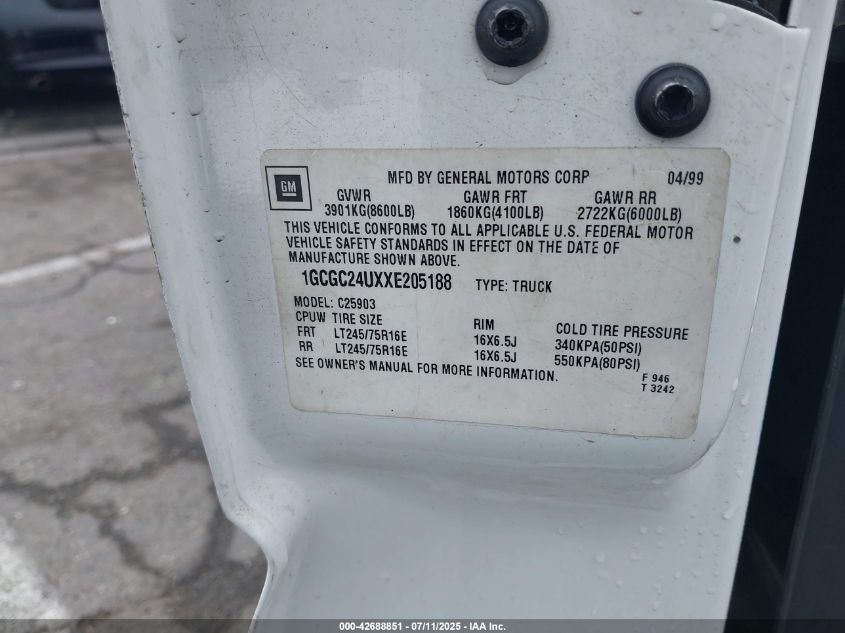 GM
MFD BY GENERAL MOTORS CORP 04/99
GVWR GAWR FRT GAWR RR
3901KG(8600LB) 1860KG(4100LB) 2722KG(6000LB)
THIS VEHICLE CONFORMS TO ALL APPLICABLE U.S. FEDERAL MOTOR
VEHICLE SAFETY STANDARDS IN EFFECT ON THE DATE OF
MANUFACTURE SHOWN ABOVE.
1GCGC24UXXE205188 TYPE: TRUCK
MODEL: C25903
CPUW TIRE SIZE RIM COLD TIRE PRESSURE
FRT LT245/75R16E 16X6.5J 340KPA(50PSI)
RR LT245/75R16E 16X6.5J 550KPA(80PSI)
SEE OWNER'S MANUAL FOR MORE INFORMATION.
F 946
T 3242
000-42688851 - 07/11/2025 - IAA Inc.